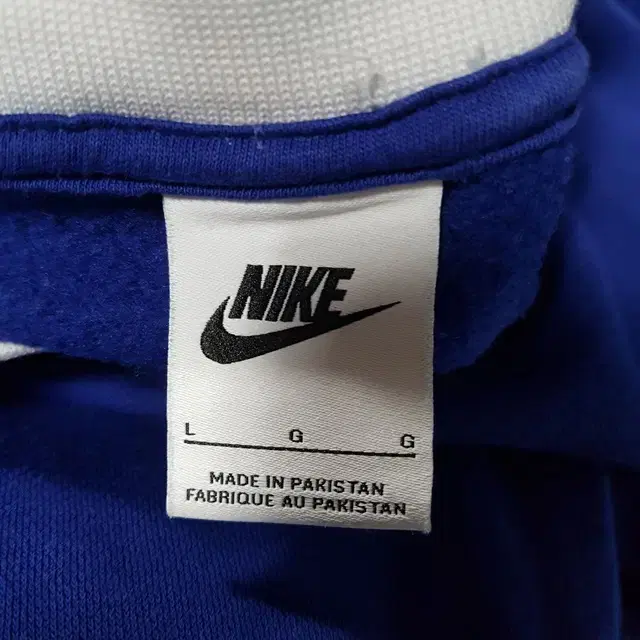 NIKE
L G G
MADE IN PAKISTAN
FABRIQUE AU PAKISTAN